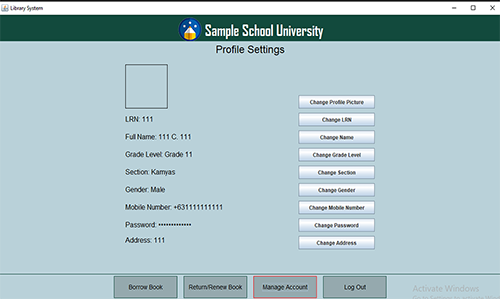 Library System
Sample School University
Profile Settings
Change Profile Picture
LRN: 111
Change LRN
Full Name: 111 C. 111
Change Name
Grade Level: Grade 11
Change Grade Level
Section: Kamyas
Change Section
Gender: Male
Change Gender
Mobile Number: +631111111111
Change Mobile Number
Password: •••••••••••••
Change Password
Address: 111
Change Address
Borrow Book
Return/Renew Book
Manage Account
Log Out
Activate Windows